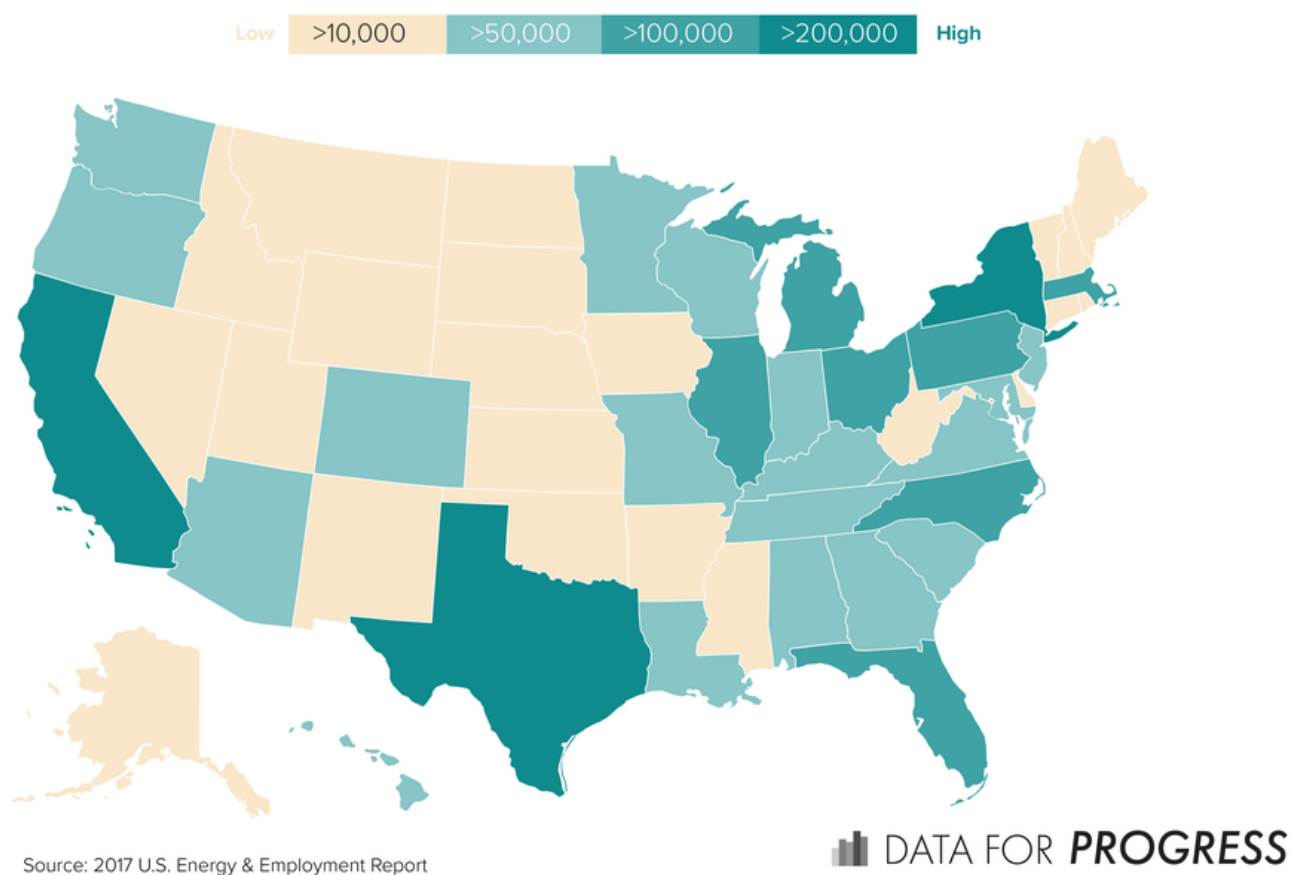 Low >10,000 >50,000 >100,000 >200,000 High
Source: 2017 U.S. Energy & Employment Report
DATA FOR PROGRESS